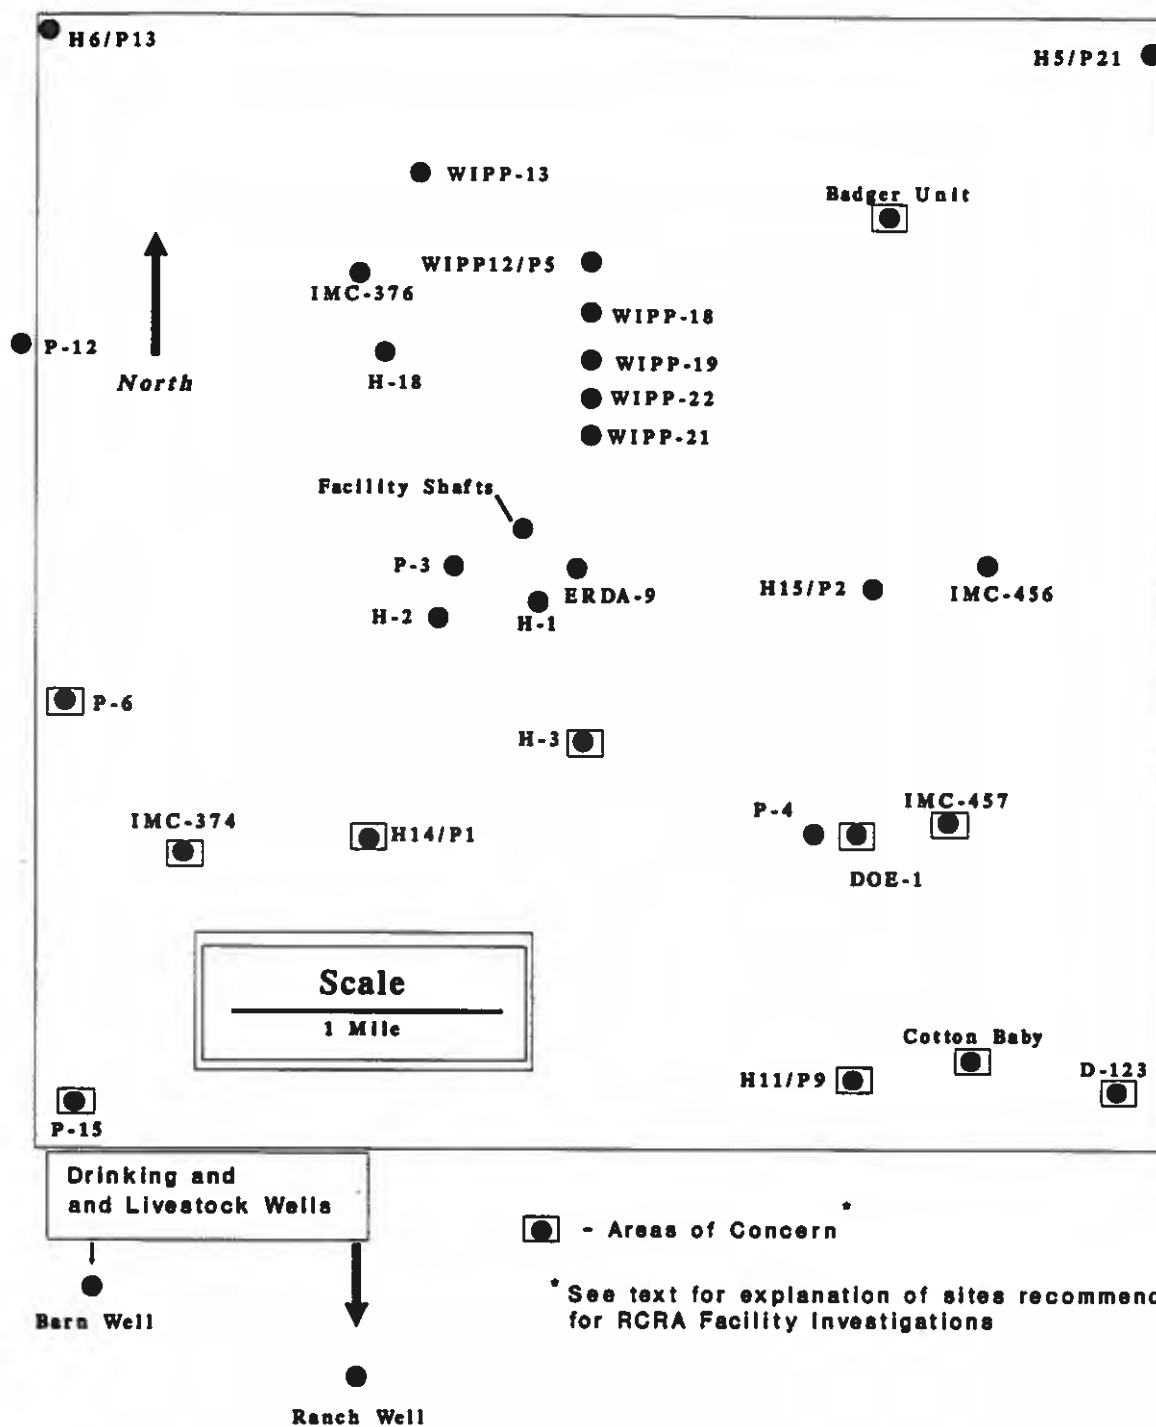 H6/P13
H5/P21
WIPP-13
Badger Unit
WIPP12/P5
IMC-376
WIPP-18
P-12
WIPP-19
H-18
North
WIPP-22
WIPP-21
Facility Shafts
P-3
ERDA-9
H15/P2
IMC-456
H-2
H-1
P-6
H-3
IMC-374
H14/P1
P-4
IMC-457
DOE-1
Scale
1 Mile
Cotton Baby
H11/P9
D-123
P-15
Drinking and
and Livestock Wells
- Areas of Concern*
Barn Well
* See text for explanation of sites recommend
for RCRA Facility Investigations
Ranch Well